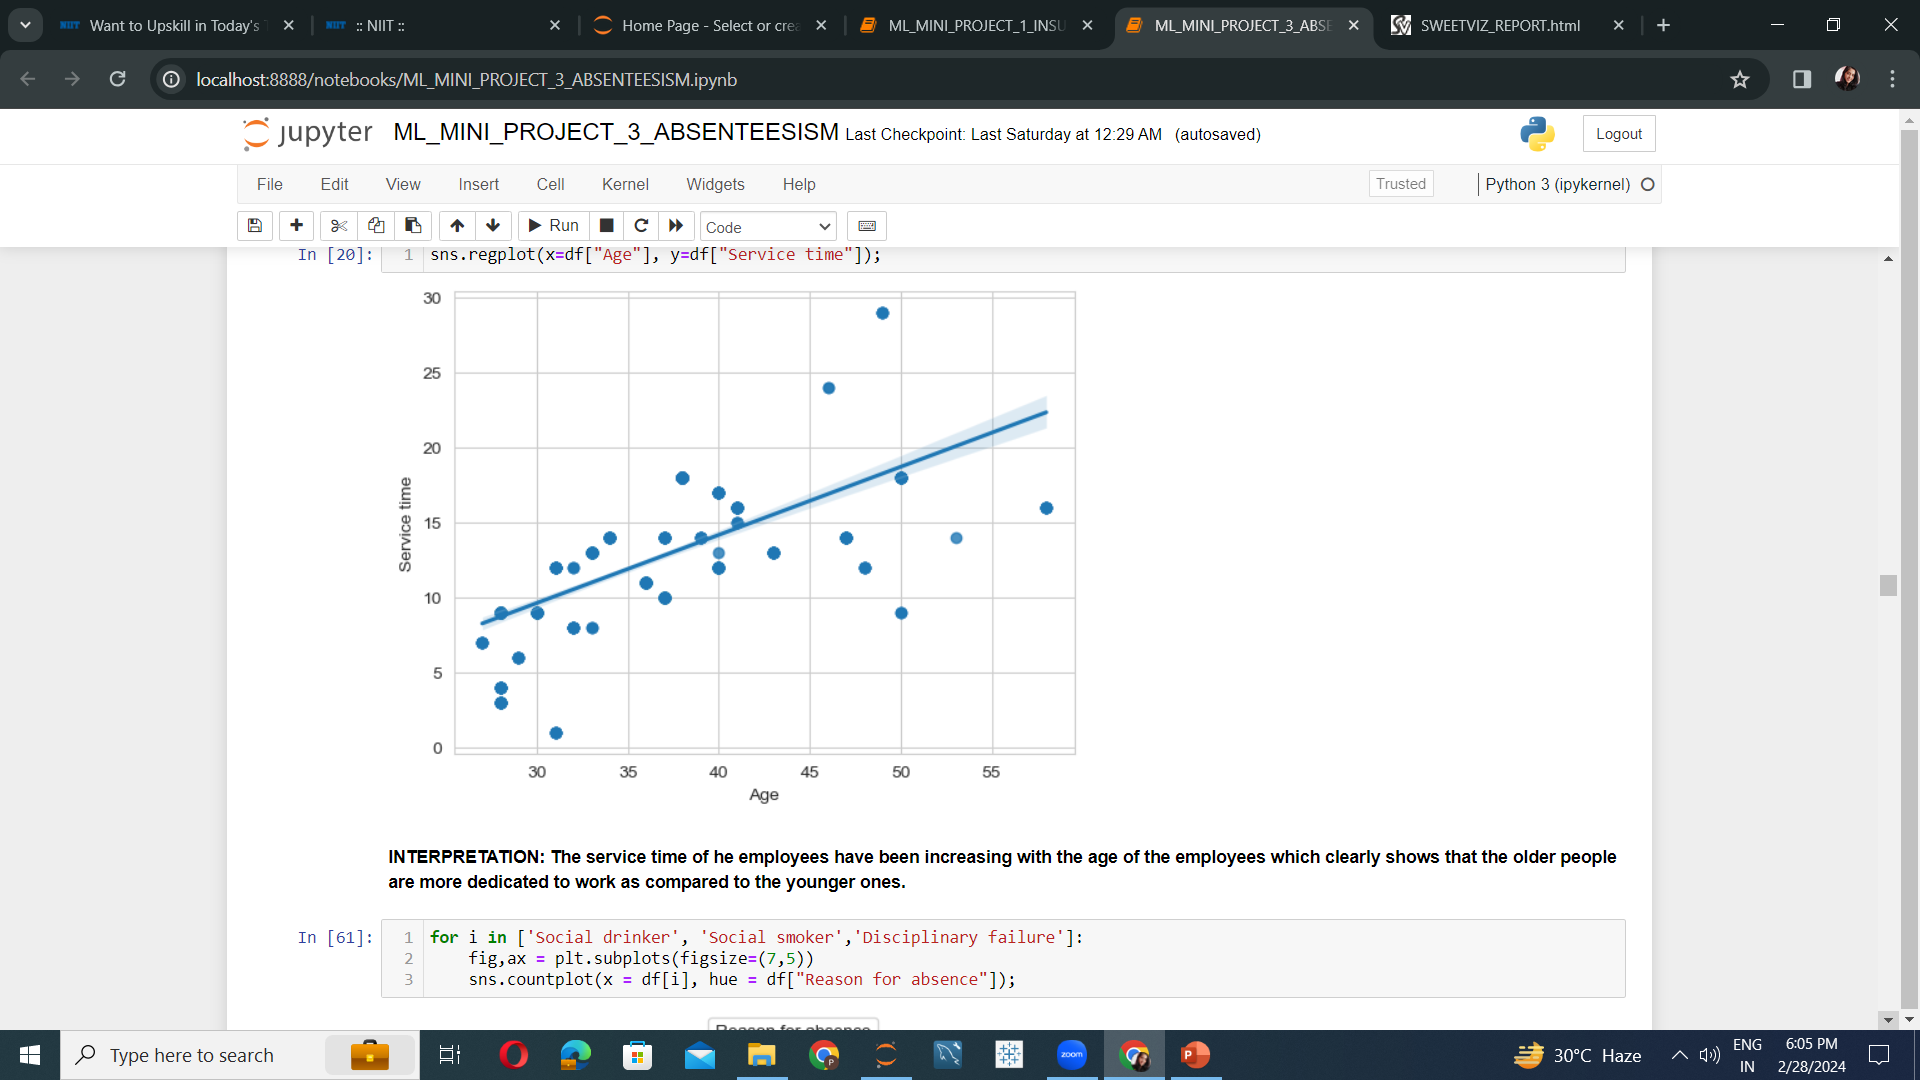 NIIT Want to Upskill in Today's
NIIT :: NIIT ::
Home Page - Select or crea
ML_MINI_PROJECT_1_INSU
ML_MINI_PROJECT_3_ABSE
SWEETVIZ_REPORT.html
localhost:8888/notebooks/ML_MINI_PROJECT_3_ABSENTEESISM.ipynb
jupyter ML_MINI_PROJECT_3_ABSENTEESISM Last Checkpoint: Last Saturday at 12:29 AM (autosaved)
Logout
File Edit View Insert Cell Kernel Widgets Help
Trusted
Python 3 (ipykernel)
Run
Code
In [20]: 1 sns.regplot(x=df["Age"], y=df["Service time"]);
30
25
20
15
10
5
0
Service time
30 35 40 45 50 55
Age
INTERPRETATION: The service time of he employees have been increasing with the age of the employees which clearly shows that the older people
are more dedicated to work as compared to the younger ones.
In [61]: 1 for i in ['Social drinker', 'Social smoker','Disciplinary failure']:
2 fig,ax = plt.subplots(figsize=(7,5))
3 sns.countplot(x = df[i], hue = df["Reason for absence"]);
Reason for absence
Type here to search
zoom
P
P
30°C Haze
ENG
IN
6:05 PM
2/28/2024